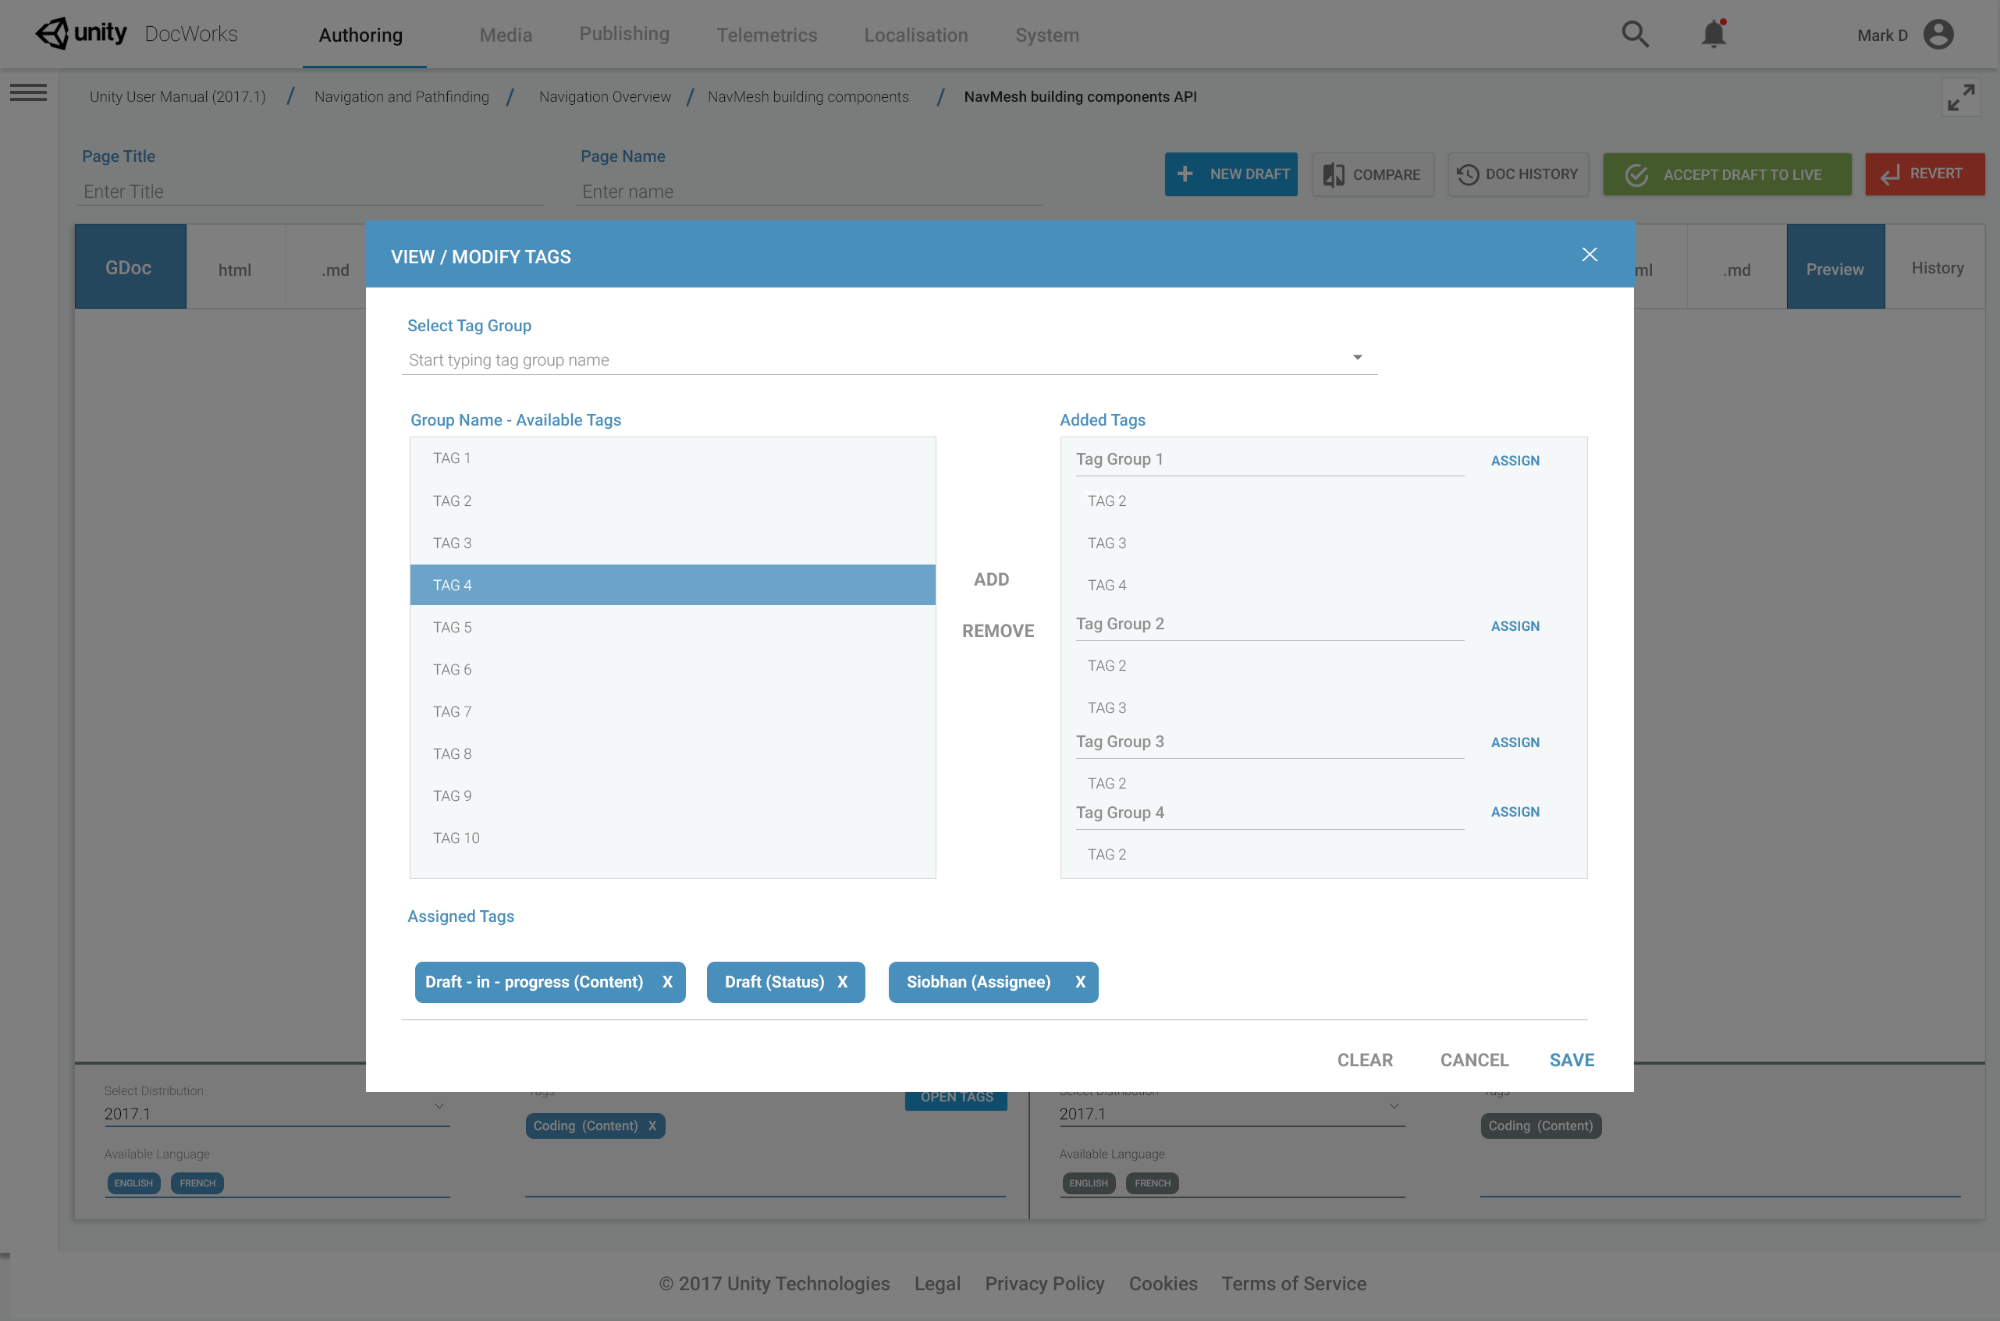 unity DocWorks Authoring Media Publishing Telemetrics Localisation System Mark D
Unity User Manual (2017.1) / Navigation and Pathfinding / Navigation Overview / NavMesh building components / NavMesh building components API
Page Title Page Name
Enter Title Enter name
NEW DRAFT COMPARE DOC HISTORY ACCEPT DRAFT TO LIVE REVERT
GDoc html .md ml .md Preview History
VIEW / MODIFY TAGS
Select Tag Group
Start typing tag group name
Group Name - Available Tags
TAG 1
TAG 2
TAG 3
TAG 4
TAG 5
TAG 6
TAG 7
TAG 8
TAG 9
TAG 10
ADD
REMOVE
Added Tags
Tag Group 1 ASSIGN
TAG 2
TAG 3
TAG 4
Tag Group 2 ASSIGN
TAG 2
TAG 3
Tag Group 3 ASSIGN
TAG 2
Tag Group 4 ASSIGN
TAG 2
Assigned Tags
Draft - in - progress (Content) X Draft (Status) X Siobhan (Assignee) X
CLEAR CANCEL SAVE
Select Distribution Tags OPEN TAGS
2017.1
Coding (Content) X
Available Language
ENGLISH FRENCH
Select Distribution Tags
2017.1
Coding (Content)
Available Language
ENGLISH FRENCH
© 2017 Unity Technologies Legal Privacy Policy Cookies Terms of Service